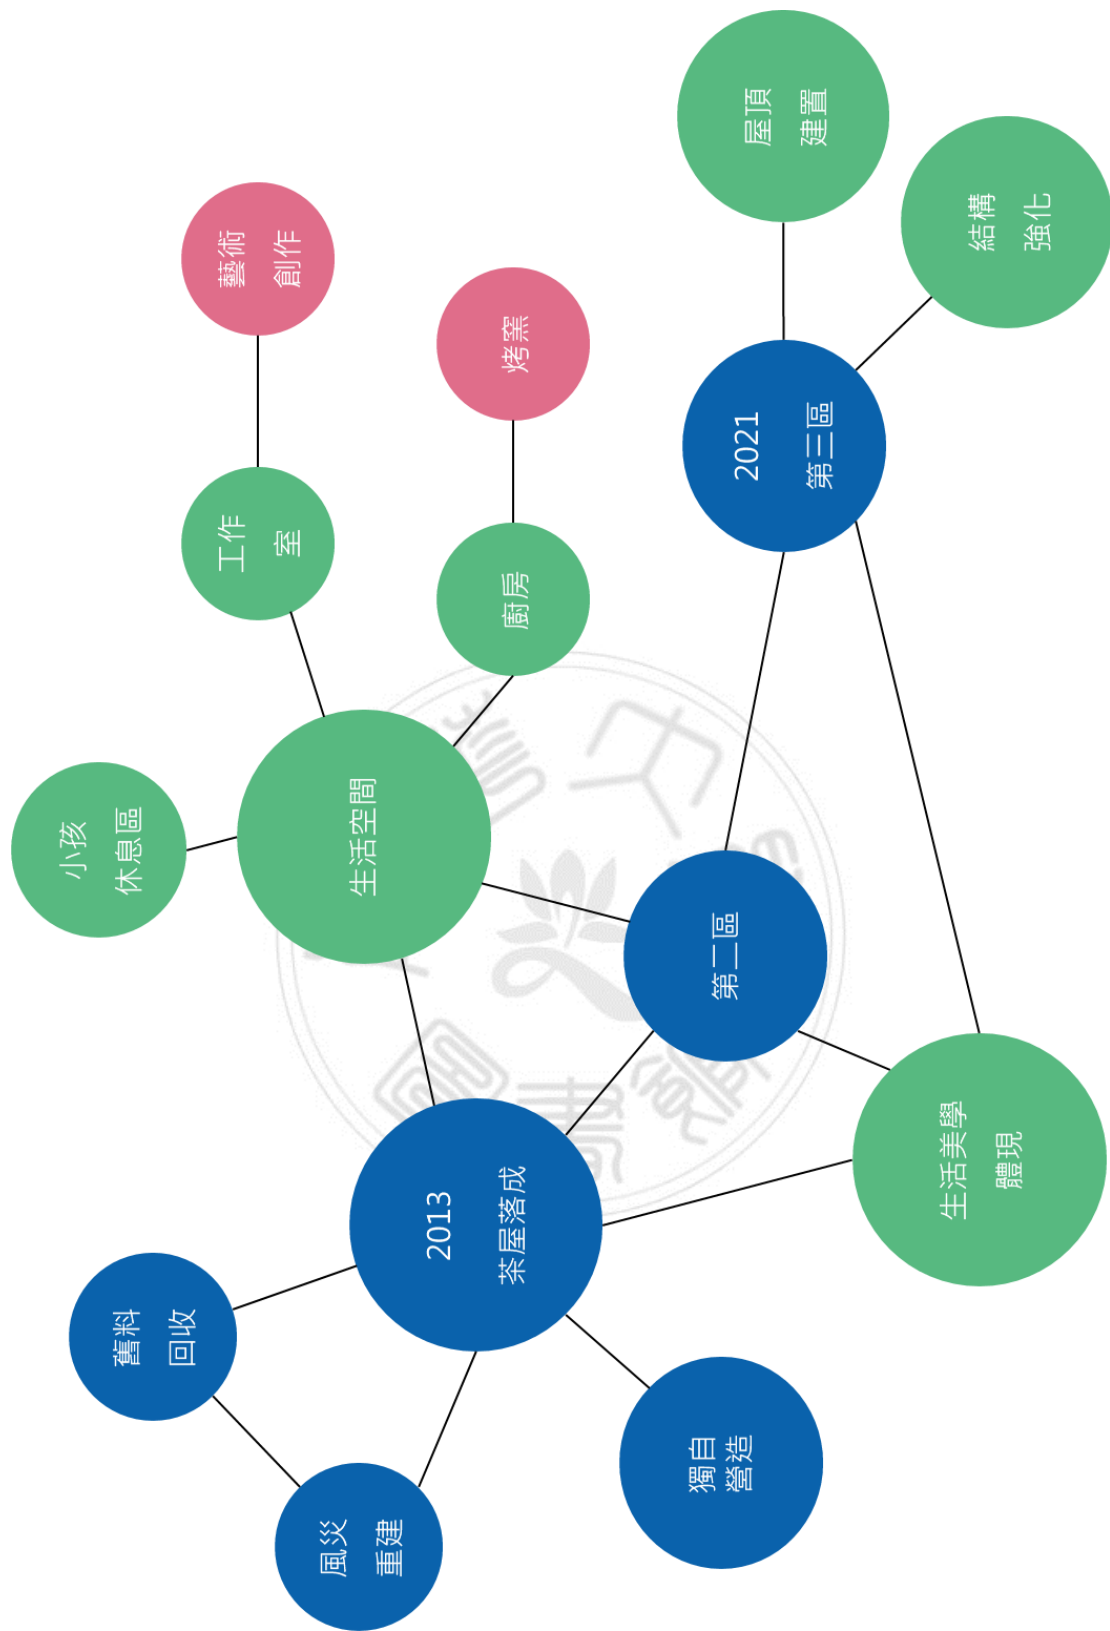 小孩
休息區
舊料
回收
工作
室
藝術
創作
風災
重建
生活空間
2013
茶屋落成
廚房
烤窯
獨自
營造
第二區
2021
第三區
屋頂
建置
生活美學
體現
結構
強化